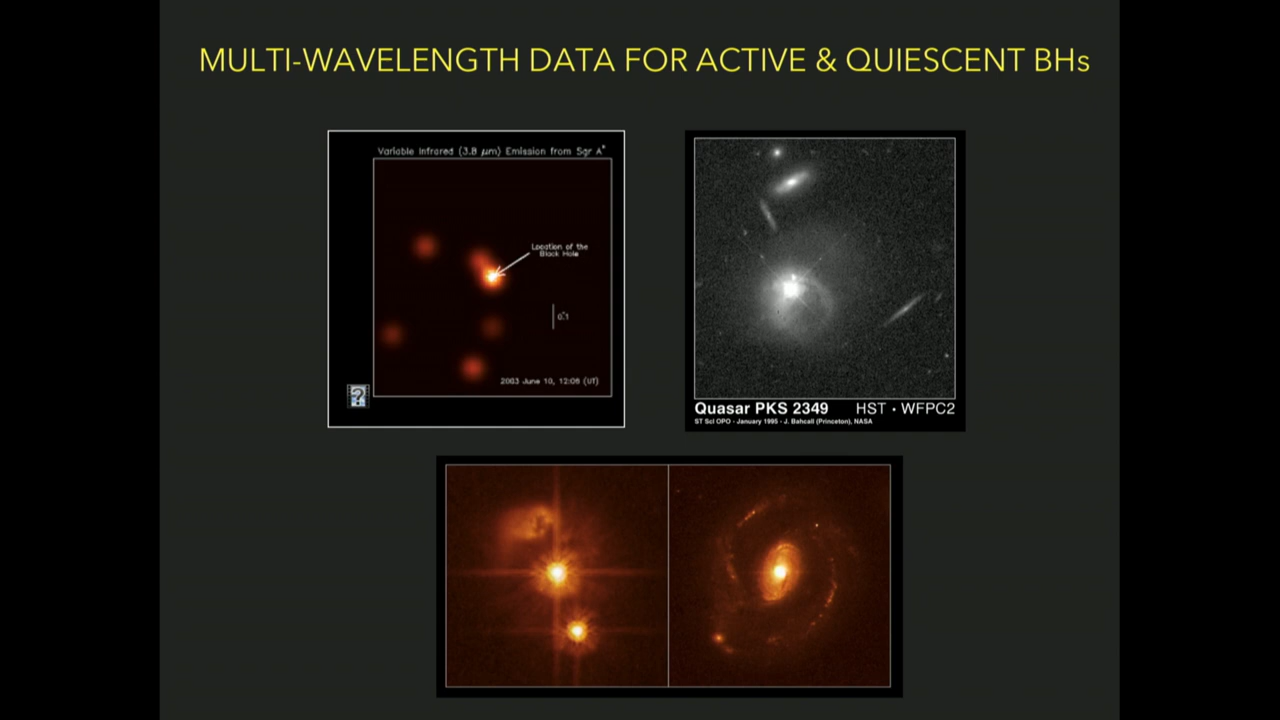 MULTI-WAVELENGTH DATA FOR ACTIVE & QUIESCENT BHs
Variable Infrared (3.8 μm) Emission from Sgr A*
Location of the
Black Hole
0."1
2003 June 10, 12:06 (UT)
?
Quasar PKS 2349 HST • WFPC2
ST ScI OPO - January 1995 - J. Bahcall (Princeton), NASA